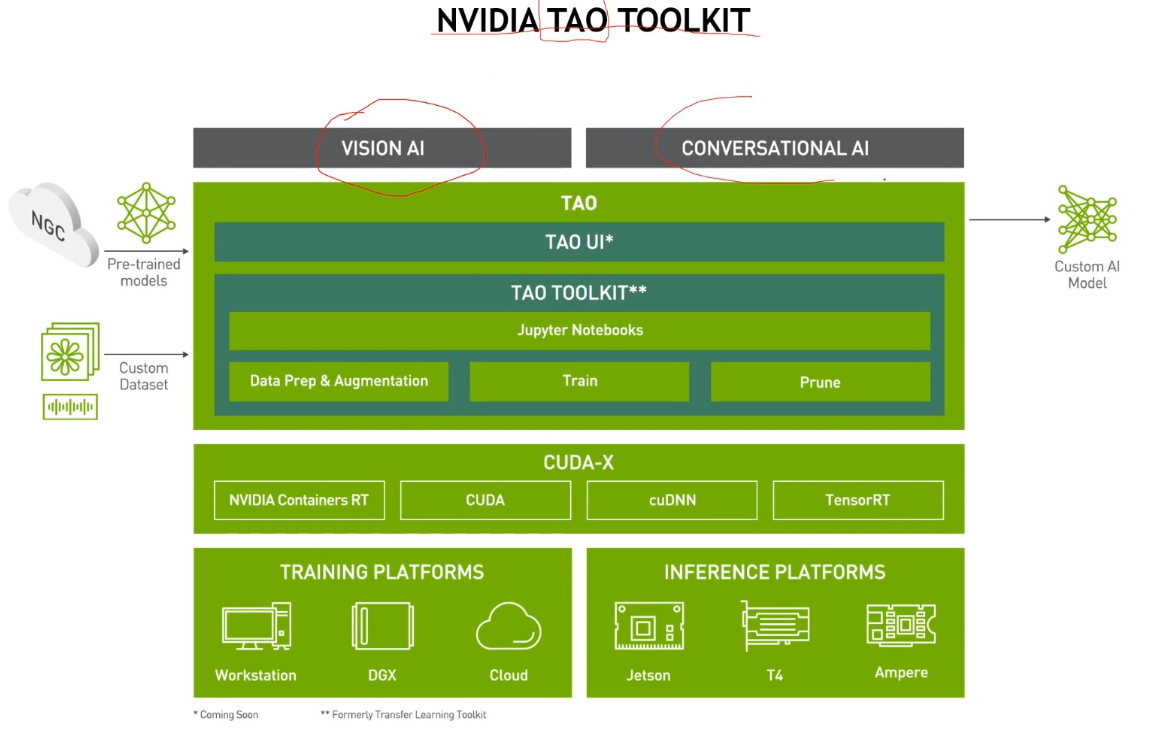 NVIDIA TAO TOOLKIT
VISION AI
CONVERSATIONAL AI
NGC
Pre-trained
models
Custom
Dataset
TAO
TAO UI*
TAO TOOLKIT**
Jupyter Notebooks
Data Prep & Augmentation
Train
Prune
Custom AI
Model
CUDA-X
NVIDIA Containers RT
CUDA
cuDNN
TensorRT
TRAINING PLATFORMS
Workstation
DGX
Cloud
INFERENCE PLATFORMS
Jetson
T4
Ampere
* Coming Soon
** Formerly Transfer Learning Toolkit